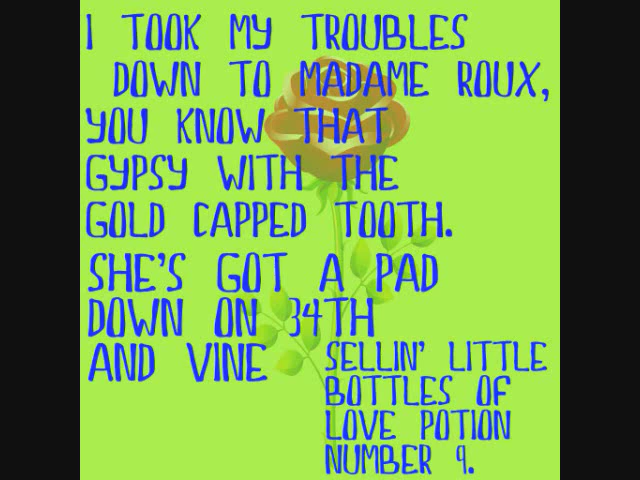 I TOOK MY TROUBLES
DOWN TO MADAME ROUX,
YOU KNOW THAT
GYPSY WITH THE
GOLD CAPPED TOOTH.
SHE'S GOT A PAD
DOWN ON 34TH
AND VINE
SELLIN' LITTLE
BOTTLES OF
LOVE POTION
NUMBER 9.